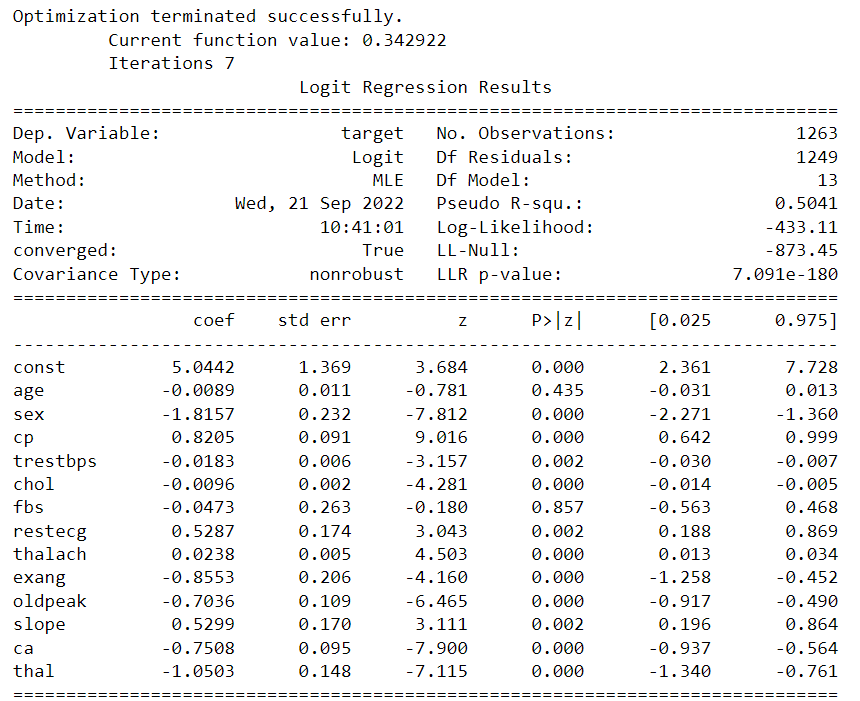 Optimization terminated successfully.
         Current function value: 0.342922
         Iterations 7
                           Logit Regression Results
==============================================================================
Dep. Variable:                 target   No. Observations:                 1263
Model:                          Logit   Df Residuals:                     1249
Method:                           MLE   Df Model:                           13
Date:                Wed, 21 Sep 2022   Pseudo R-squ.:                  0.5041
Time:                        10:41:01   Log-Likelihood:                -433.11
converged:                       True   LL-Null:                       -873.45
Covariance Type:            nonrobust   LLR p-value:                7.091e-180
==============================================================================
                 coef    std err          z      P>|z|      [0.025      0.975]
------------------------------------------------------------------------------
const          5.0442      1.369      3.684      0.000       2.361       7.728
age           -0.0089      0.011     -0.781      0.435      -0.031       0.013
sex           -1.8157      0.232     -7.812      0.000      -2.271      -1.360
cp             0.8205      0.091      9.016      0.000       0.642       0.999
trestbps      -0.0183      0.006     -3.157      0.002      -0.030      -0.007
chol          -0.0096      0.002     -4.281      0.000      -0.014      -0.005
fbs           -0.0473      0.263     -0.180      0.857      -0.563       0.468
restecg        0.5287      0.174      3.043      0.002       0.188       0.869
thalach        0.0238      0.005      4.503      0.000       0.013       0.034
exang         -0.8553      0.206     -4.160      0.000      -1.258      -0.452
oldpeak       -0.7036      0.109     -6.465      0.000      -0.917      -0.490
slope          0.5299      0.170      3.111      0.002       0.196       0.864
ca            -0.7508      0.095     -7.900      0.000      -0.937      -0.564
thal          -1.0503      0.148     -7.115      0.000      -1.340      -0.761
==============================================================================